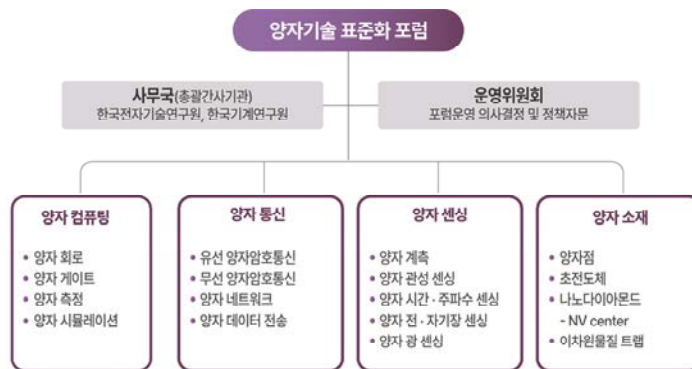 양자기술 표준화 포럼
사무국(총괄간사기관)
한국전자기술연구원, 한국기계연구원
운영위원회
포럼운영 의사결정 및 정책자문
양자 컴퓨팅
• 양자 회로
• 양자 게이트
• 양자 측정
• 양자 시뮬레이션
양자 통신
• 유선 양자암호통신
• 무선 양자암호통신
• 양자 네트워크
• 양자 데이터 전송
양자 센싱
• 양자 계측
• 양자 관성 센싱
• 양자 시간 · 주파수 센싱
• 양자 전 · 자기장 센싱
• 양자 광 센싱
양자 소재
• 양자점
• 초전도체
• 나노다이아몬드
- NV center
• 이차원물질 트랩